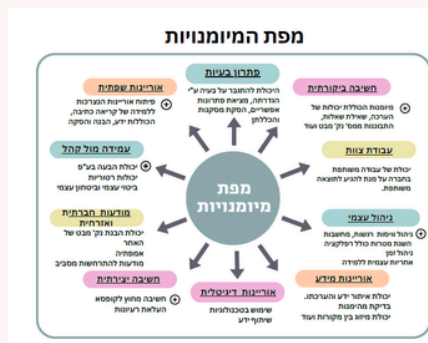 מפת המיומנויות
פתרון בעיות
היכולת להתגבר על בעיה ע"י
הגדרתה, מציאת פתרונות
אפשריים, הסקת מסקנות
והכללתן
חשיבה ביקורתית
מיומנות הכוללת יכולות של
הערכה, שאילת שאלות,
התבוננות ממס' נק' מבט ועוד
עבודת צוות
יכולת של עבודה משותפת
בחברה על מנת להגיע לתוצאה
משותפת.
ניהול עצמי
ניהול וויסות רגשות, מחשבות
השגת מטרות כולל רפלקציה
ניהול זמן
אחריות עצמית ללמידה
אוריינות מידע
יכולת איתור ידע והערכתו.
בדיקת מהימנות
יכולת מיזוג בין מקורות ועוד
אוריינות דיגיטלית
שימוש בטכנולוגיות
שיתוף ידע
חשיבה יצירתית
חשיבה מחוץ לקופסא
העלאת רעיונות
מודעות חברתית
ואזרחית
יכולת הבנת נק' מבט של
האחר
אמפתיה
מודעות להתרחשות מסביב
עמידה מול קהל
יכולת הבעה בע"פ
יכולות רטוריות
ביטוי עצמי וביטחון עצמי
אוריינות שפתית
פיתוח אוריינות הנצרכות
ללמידה של קריאה כתיבה,
הכוללות ידע, הבנה והסקה
מפת
מיומנויות